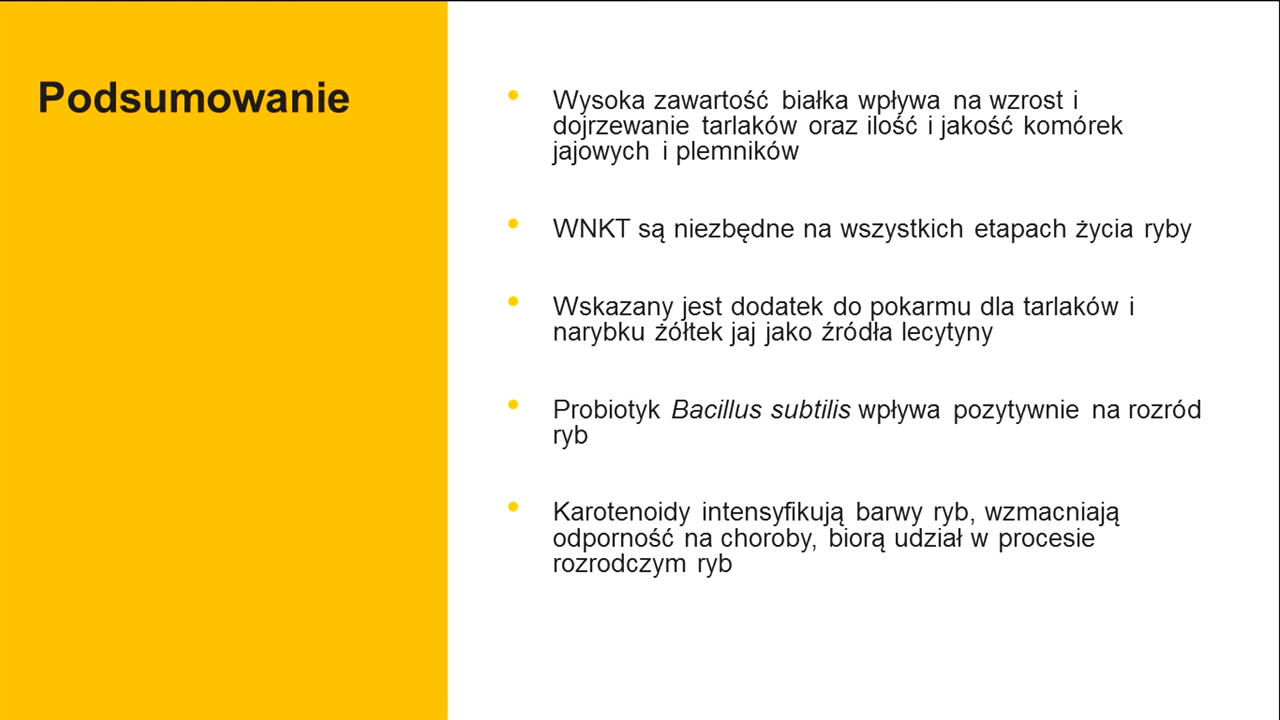 Podsumowanie
Wysoka zawartość białka wpływa na wzrost i
dojrzewanie tarlaków oraz ilość i jakość komórek
jajowych i plemników
WNKT są niezbędne na wszystkich etapach życia ryby
Wskazany jest dodatek do pokarmu dla tarlaków i
narybku żółtek jaj jako źródła lecytyny
Probiotyk Bacillus subtilis wpływa pozytywnie na rozród
ryb
Karotenoidy intensyfikują barwy ryb, wzmacniają
odporność na choroby, biorą udział w procesie
rozrodczym ryb